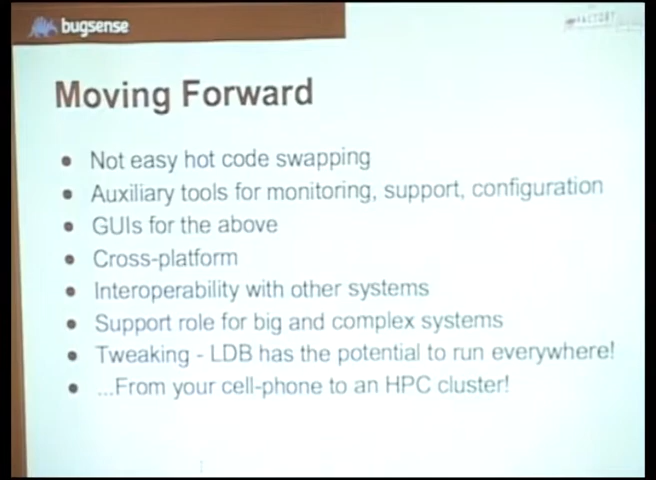 bugsense
FACTORY
Moving Forward
● Not easy hot code swapping
● Auxiliary tools for monitoring, support, configuration
● GUIs for the above
● Cross-platform
● Interoperability with other systems
● Support role for big and complex systems
● Tweaking - LDB has the potential to run everywhere!
● ...From your cell-phone to an HPC cluster!